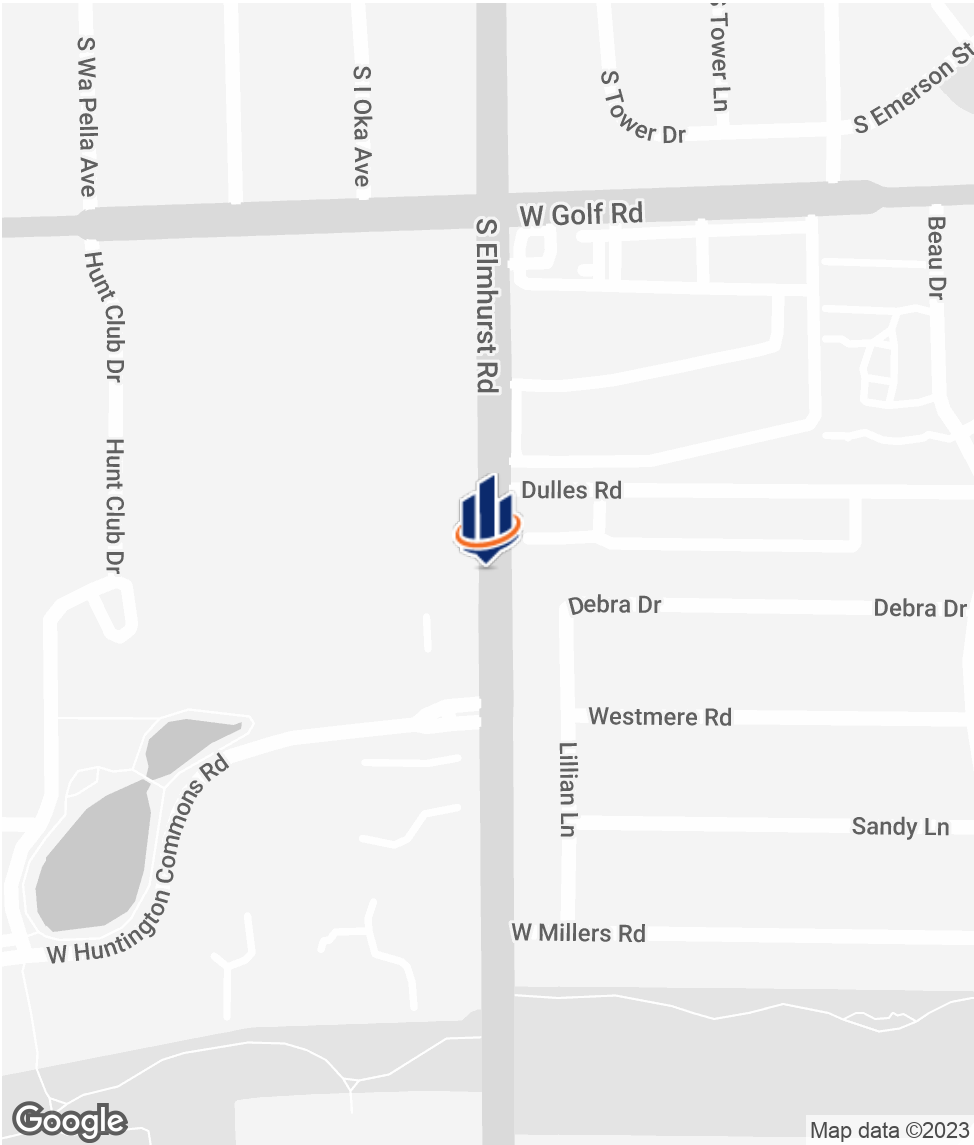 S Wa Pella Ave
S I Oka Ave
S Tower Dr
S Tower Ln
S Emerson St
W Golf Rd
S Elmhurst Rd
Beau Dr
Hunt Club Dr
Hunt Club Dr
Dulles Rd
Debra Dr
Debra Dr
Westmere Rd
Lillian Ln
W Huntington Commons Rd
Sandy Ln
W Millers Rd
Google
Map data ©2023